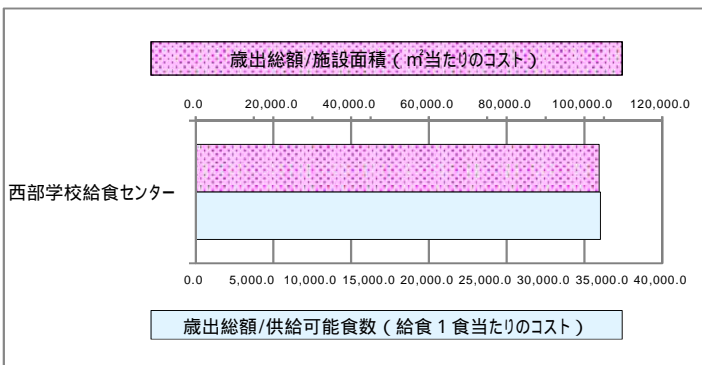 歳出総額/施設面積（㎡当たりのコスト）
0.0 20,000.0 40,000.0 60,000.0 80,000.0 100,000.0 120,000.0
西部学校給食センター
0.0 5,000.0 10,000.0 15,000.0 20,000.0 25,000.0 30,000.0 35,000.0 40,000.0
歳出総額/供給可能食数（給食１食当たりのコスト）